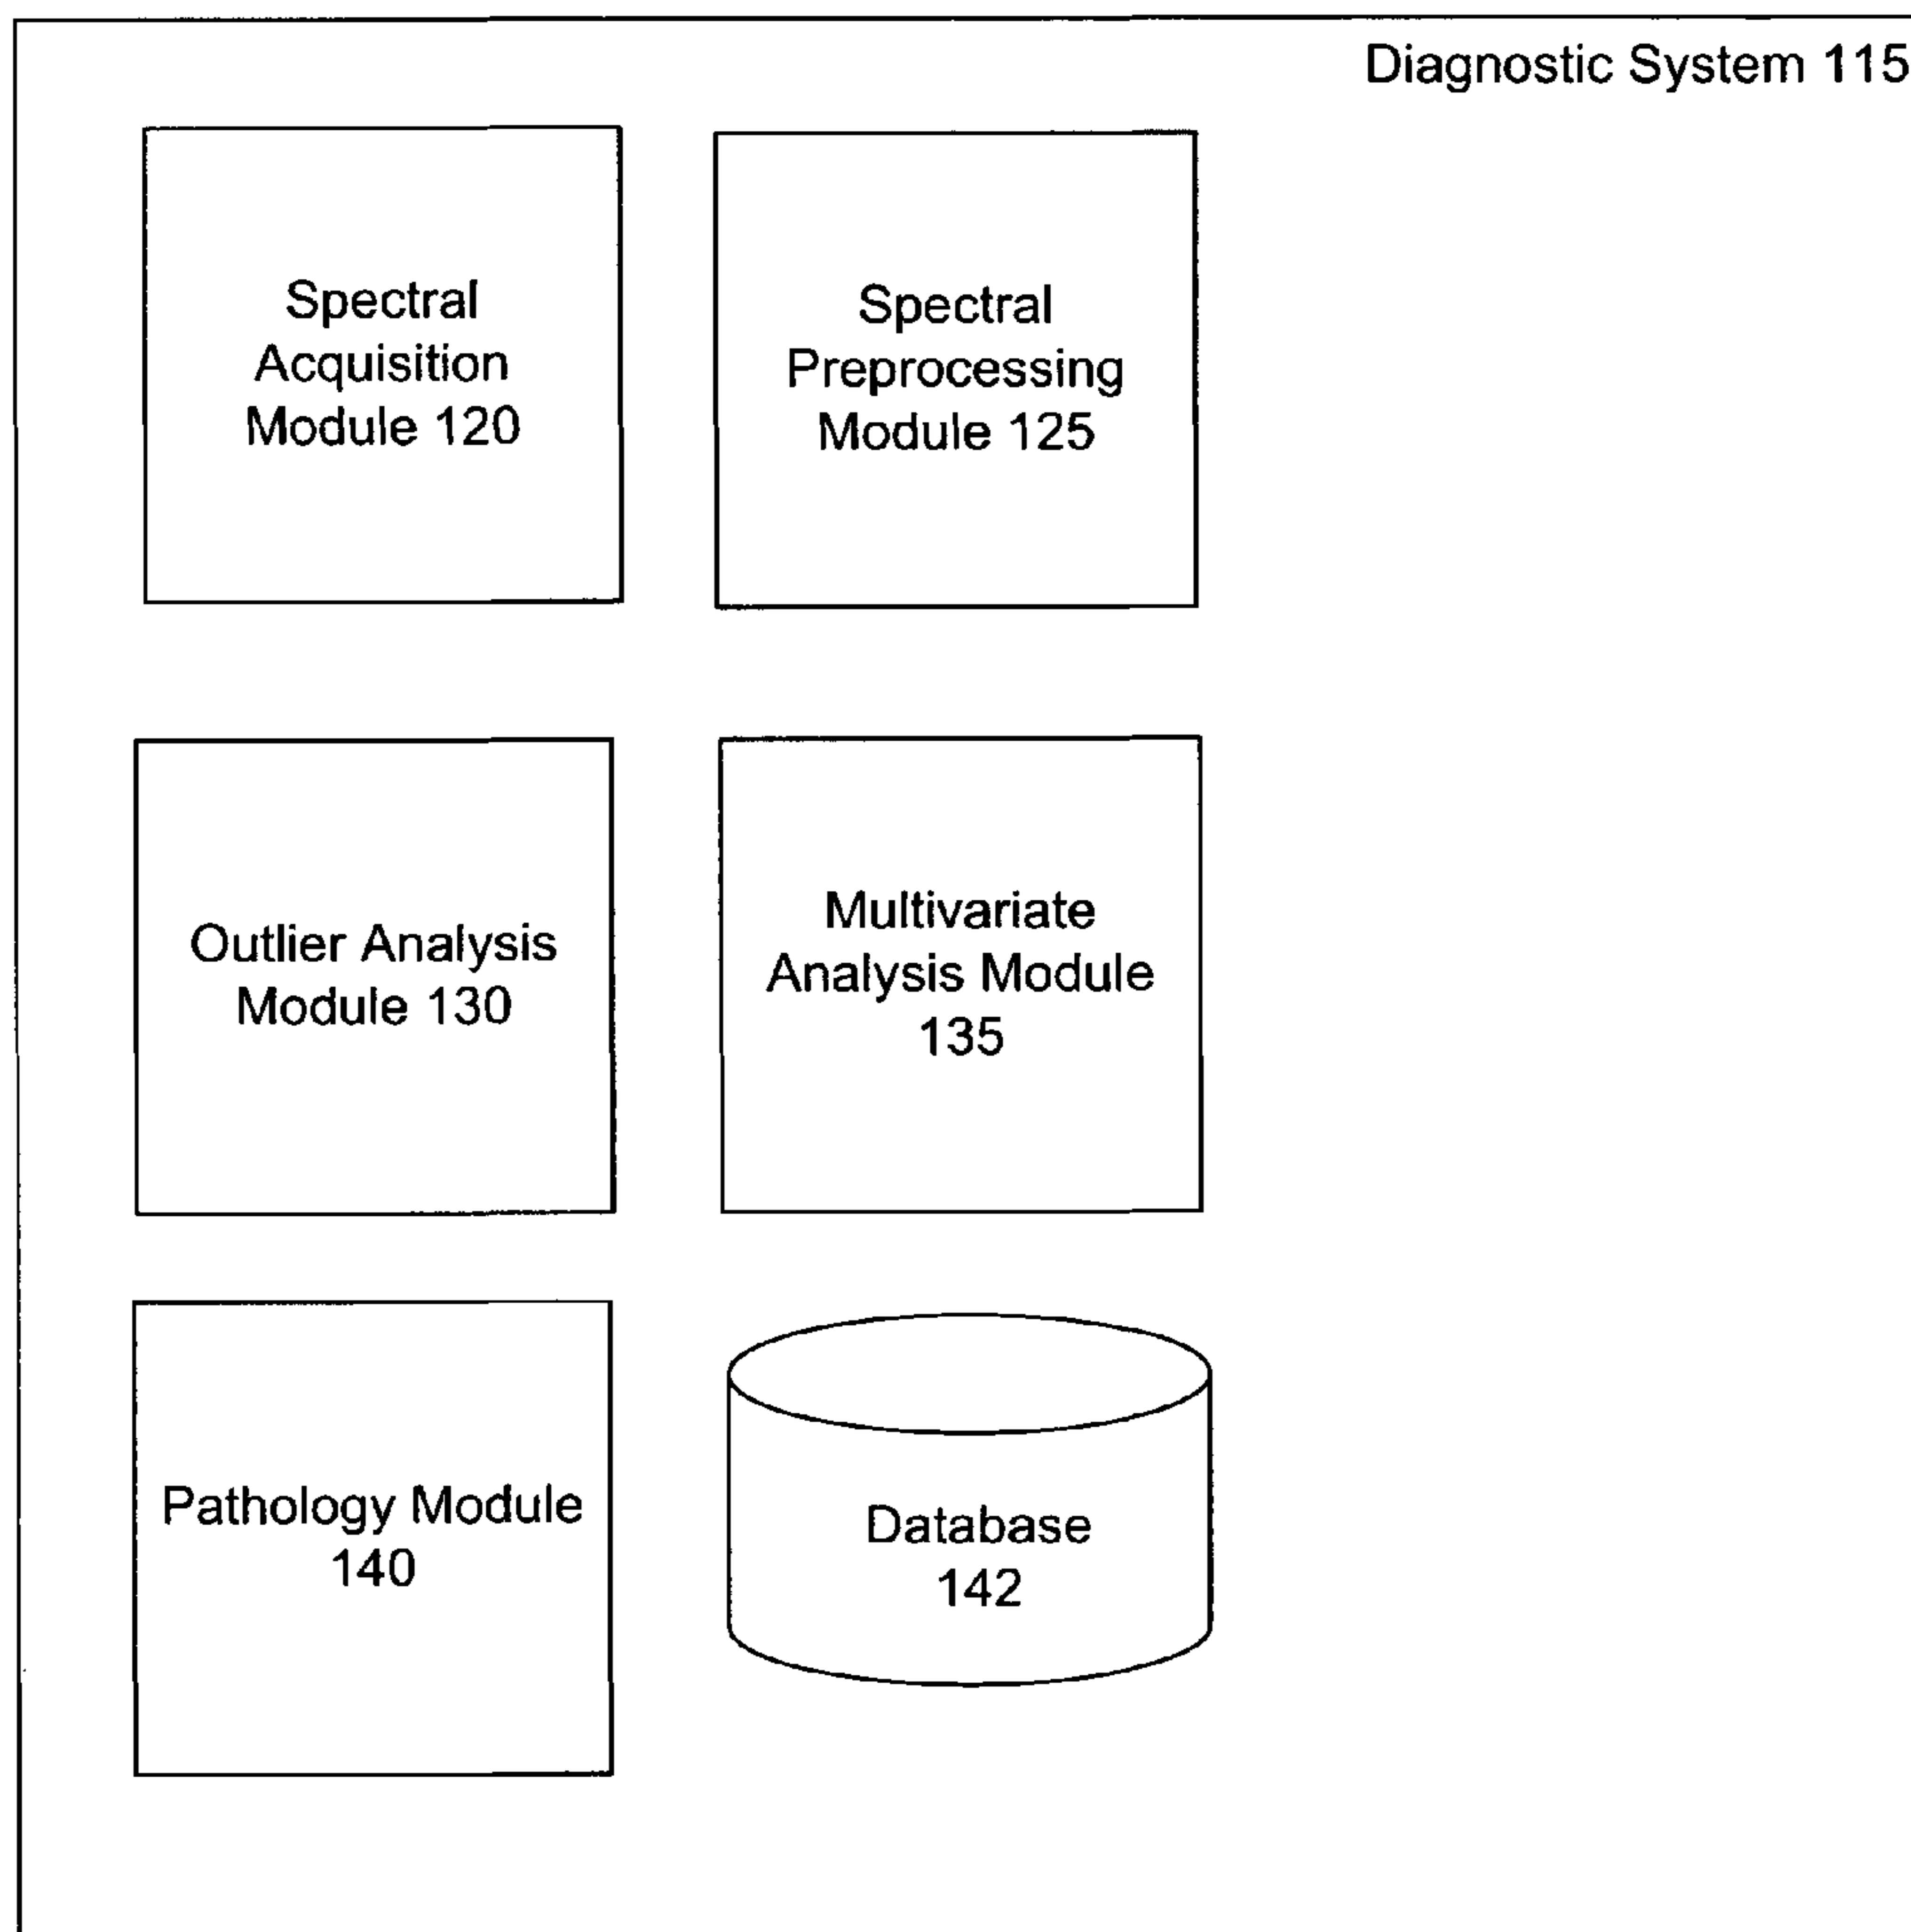 Diagnostic System 115
Spectral
Acquisition
Module 120
Spectral
Preprocessing
Module 125
Outlier Analysis
Module 130
Multivariate
Analysis Module
135
Pathology Module
140
Database
142